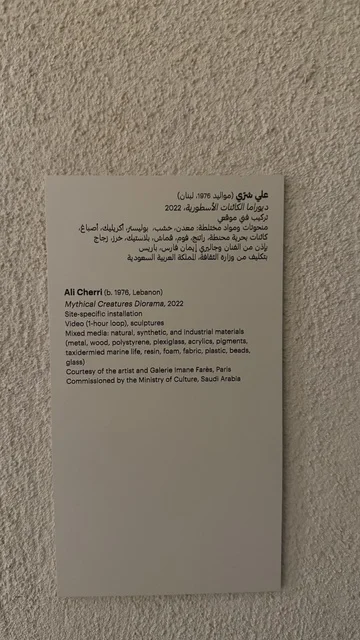 علي شرّي (مواليد 1976، لبنان)
ديوراما الكائنات الأسطورية، 2022
تركيب فني موقعي
منحوتات ومواد مختلطة: معدن، خشب، بوليستر، أكريليك، أصباغ،
كائنات بحرية محنطة، راتنج، فوم، قماش، بلاستيك، خرز، زجاج
بإذن من الفنان وجاليري إيمان فارس، باريس
بتكليف من وزارة الثقافة، المملكة العربية السعودية
Ali Cherri (b. 1976, Lebanon)
Mythical Creatures Diorama, 2022
Site-specific installation
Video (1-hour loop), sculptures
Mixed media: natural, synthetic, and industrial materials
(metal, wood, polystyrene, plexiglass, acrylics, pigments,
taxidermied marine life, resin, foam, fabric, plastic, beads,
glass)
Courtesy of the artist and Galerie Imane Farès, Paris
Commissioned by the Ministry of Culture, Saudi Arabia